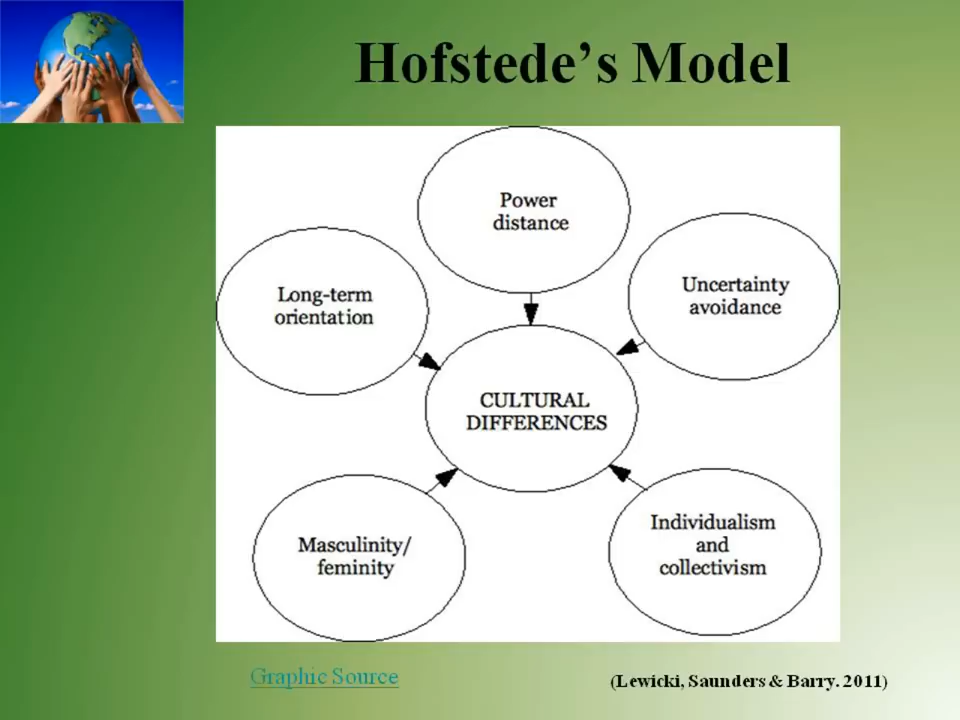 Hofstede's Model
Power
distance
Long-term
orientation
Uncertainty
avoidance
CULTURAL
DIFFERENCES
Masculinity/
feminity
Individualism
and
collectivism
Graphic Source
(Lewicki, Saunders & Barry. 2011)